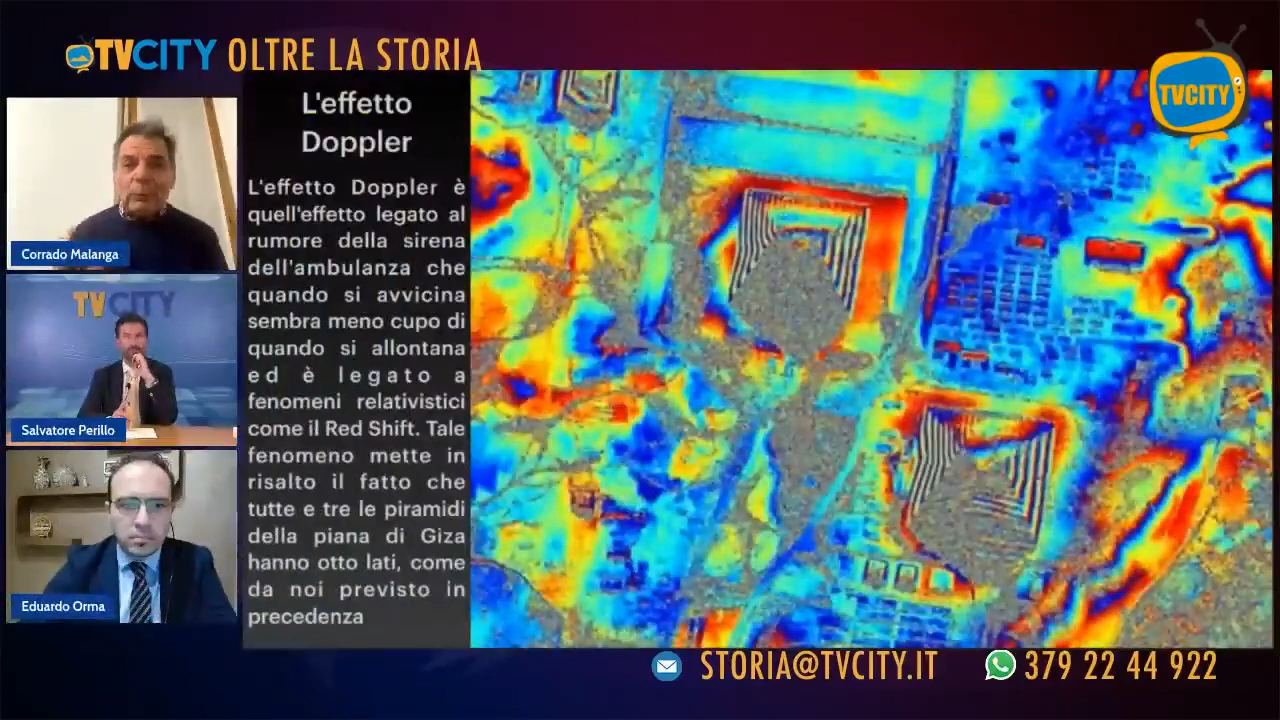 TVCITY OLTRE LA STORIA
TVCITY
L'effetto
Doppler
L'effetto Doppler è
quell'effetto legato al
rumore della sirena
dell'ambulanza che
quando si avvicina
sembra meno cupo di
quando si allontana
ed è legato a
fenomeni relativistici
come il Red Shift. Tale
fenomeno mette in
risalto il fatto che
tutte e tre le piramidi
della piana di Giza
hanno otto lati, come
da noi previsto in
precedenza
Corrado Malanga
TVCITY
Salvatore Perillo
Eduardo Orma
STORIA@TVCITY.IT
379 22 44 922